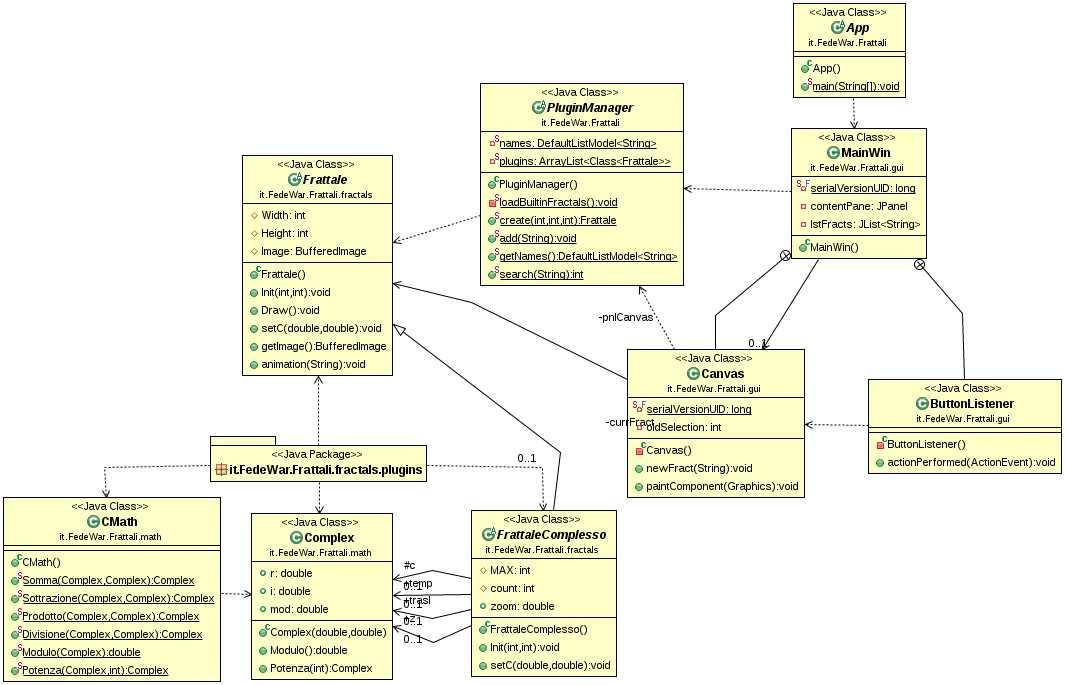 <<Java Class>>
App
it.FedeWar.Frattali
App()
main(String[]):void
<<Java Class>>
PluginManager
it.FedeWar.Frattali
names: DefaultListModel<String>
plugins: ArrayList<Class<Frattale>>
PluginManager()
loadBuiltinFractals():void
create(int,int,int):Frattale
add(String):void
getNames():DefaultListModel<String>
search(String):int
<<Java Class>>
MainWin
it.FedeWar.Frattali.gui
serialVersionUID: long
contentPane: JPanel
lstFracts: JList<String>
MainWin()
<<Java Class>>
Frattale
it.FedeWar.Frattali.fractals
Width: int
Height: int
Image: BufferedImage
Frattale()
Init(int,int):void
Draw():void
setC(double,double):void
getImage():BufferedImage
animation(String):void
-pnlCanvas
0..1
<<Java Class>>
Canvas
it.FedeWar.Frattali.gui
serialVersionUID: long
oldSelection: int
Canvas()
newFract(String):void
paintComponent(Graphics):void
-currFract
0..1
<<Java Class>>
ButtonListener
it.FedeWar.Frattali.gui
ButtonListener()
actionPerformed(ActionEvent):void
<<Java Package>>
it.FedeWar.Frattali.fractals.plugins
<<Java Class>>
CMath
it.FedeWar.Frattali.math
CMath()
Somma(Complex,Complex):Complex
Sottrazione(Complex,Complex):Complex
Prodotto(Complex,Complex):Complex
Divisione(Complex,Complex):Complex
Modulo(Complex):double
Potenza(Complex,int):Complex
<<Java Class>>
Complex
it.FedeWar.Frattali.math
r: double
i: double
mod: double
Complex(double,double)
Modulo():double
Potenza(int):Complex
#c
+temp
0..1
+trasl
0..1
+z
0..1
<<Java Class>>
FrattaleComplesso
it.FedeWar.Frattali.fractals
MAX: int
count: int
zoom: double
FrattaleComplesso()
Init(int,int):void
setC(double,double):void